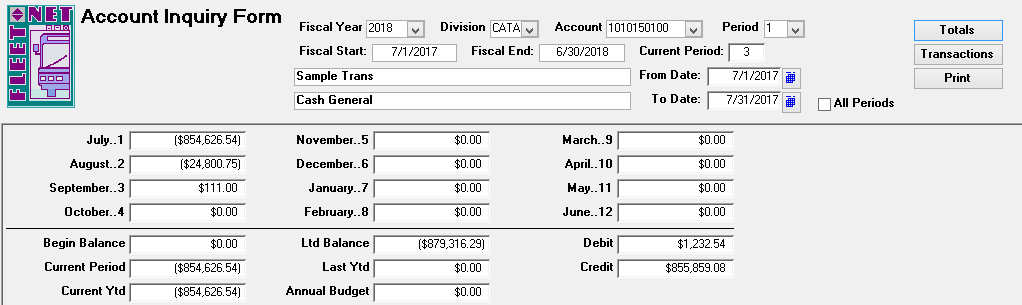 FLEET NET
Account Inquiry Form
Fiscal Year 2018 Division CATA Account 1010150100 Period 1
Fiscal Start: 7/1/2017 Fiscal End: 6/30/2018 Current Period: 3
Sample Trans From Date: 7/1/2017
Cash General To Date: 7/31/2017 All Periods
Totals
Transactions
Print
July..1 ($854,626.54) November..5 $0.00 March..9 $0.00
August..2 ($24,800.75) December..6 $0.00 April..10 $0.00
September..3 $111.00 January..7 $0.00 May..11 $0.00
October..4 $0.00 February..8 $0.00 June..12 $0.00
Begin Balance $0.00 Ltd Balance ($879,316.29) Debit $1,232.54
Current Period ($854,626.54) Last Ytd $0.00 Credit $855,859.08
Current Ytd ($854,626.54) Annual Budget $0.00